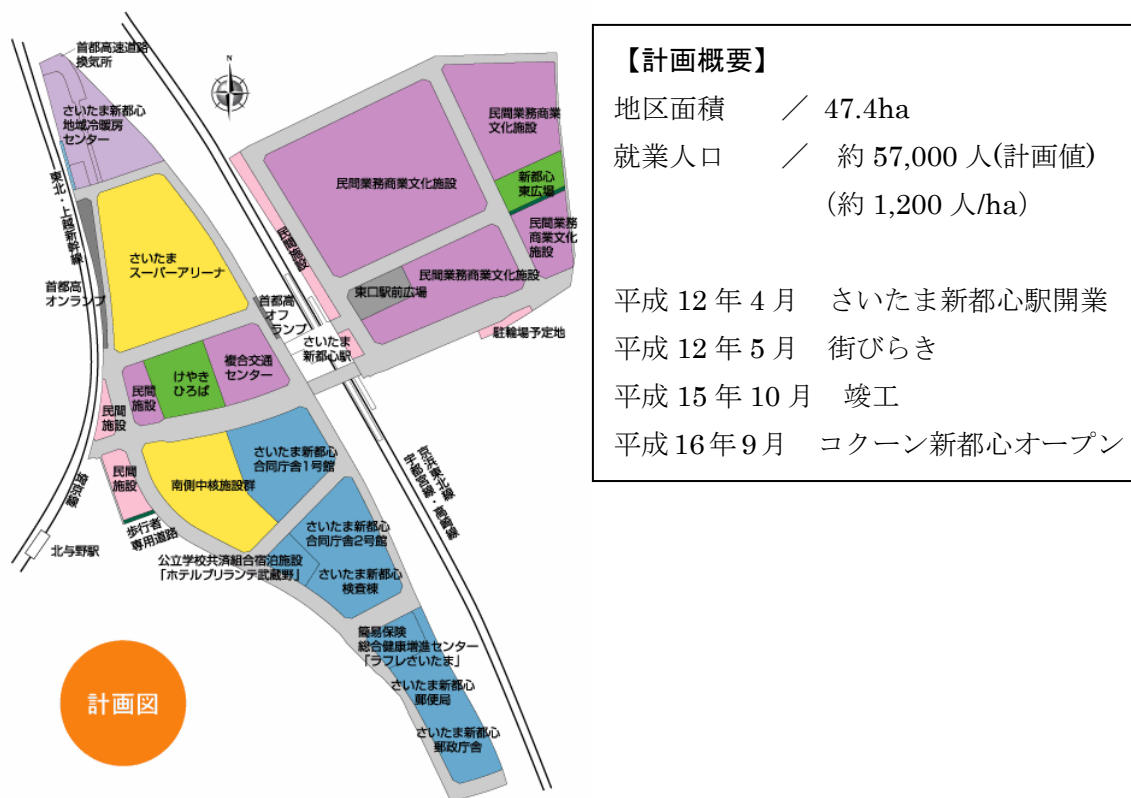 首都高速道路
換気所
さいたま新都心
地域冷暖房
センター
東北・上越新幹線
N
民間業務商業
文化施設
民間業務商業文化施設
新都心
東広場
民間業務
商業文化
施設
民間施設
さいたま
スーパーアリーナ
首都高
オンランプ
首都高
オフ
ランプ
民間業務商業文化施設
東口駅前広場
駐輪場予定地
さいたま
新都心駅
複合交通
センター
けやき
ひろば
民間
施設
民間
施設
民間
施設
さいたま新都心
合同庁舎1号館
南側中核施設群
京浜東北線
宇都宮線・高崎線
埼京線
歩行者
専用道路
北与野駅
さいたま新都心
合同庁舎2号館
公立学校共済組合宿泊施設
「ホテルブリランテ武蔵野」
さいたま新都心
検査棟
簡易保険
総合健康増進センター
「ラフレさいたま」
さいたま新都心
郵便局
さいたま新都心
郵政庁舎
計画図
【計画概要】
地区面積 ／ 47.4ha
就業人口 ／ 約 57,000 人(計画値)
(約 1,200 人/ha)
平成 12 年 4 月 さいたま新都心駅開業
平成 12 年 5 月 街びらき
平成 15 年 10 月 竣工
平成 16 年 9 月 コクーン新都心オープン